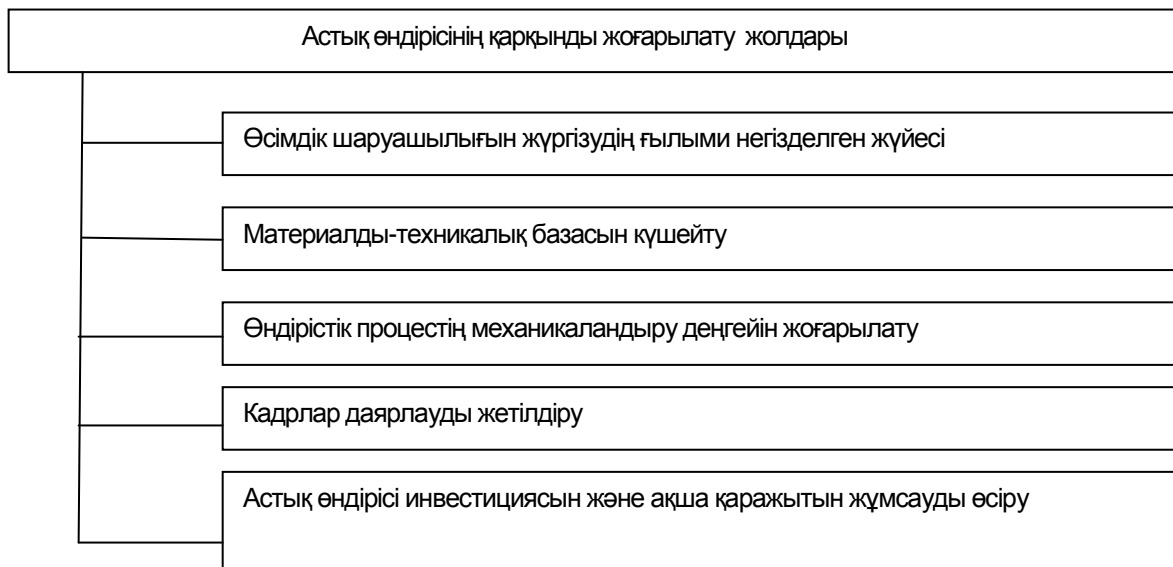 Астық өндірісінің қарқынды жоғарылату жолдары
Өсімдік шаруашылығын жүргізудің ғылыми негізделген жүйесі
Материалды-техникалық базасын күшейту
Өндірістік процестің механикаландыру деңгейін жоғарылату
Кадрлар даярлауды жетілдіру
Астық өндірісі инвестициясын және ақша қаражытын жұмсауды өсіру